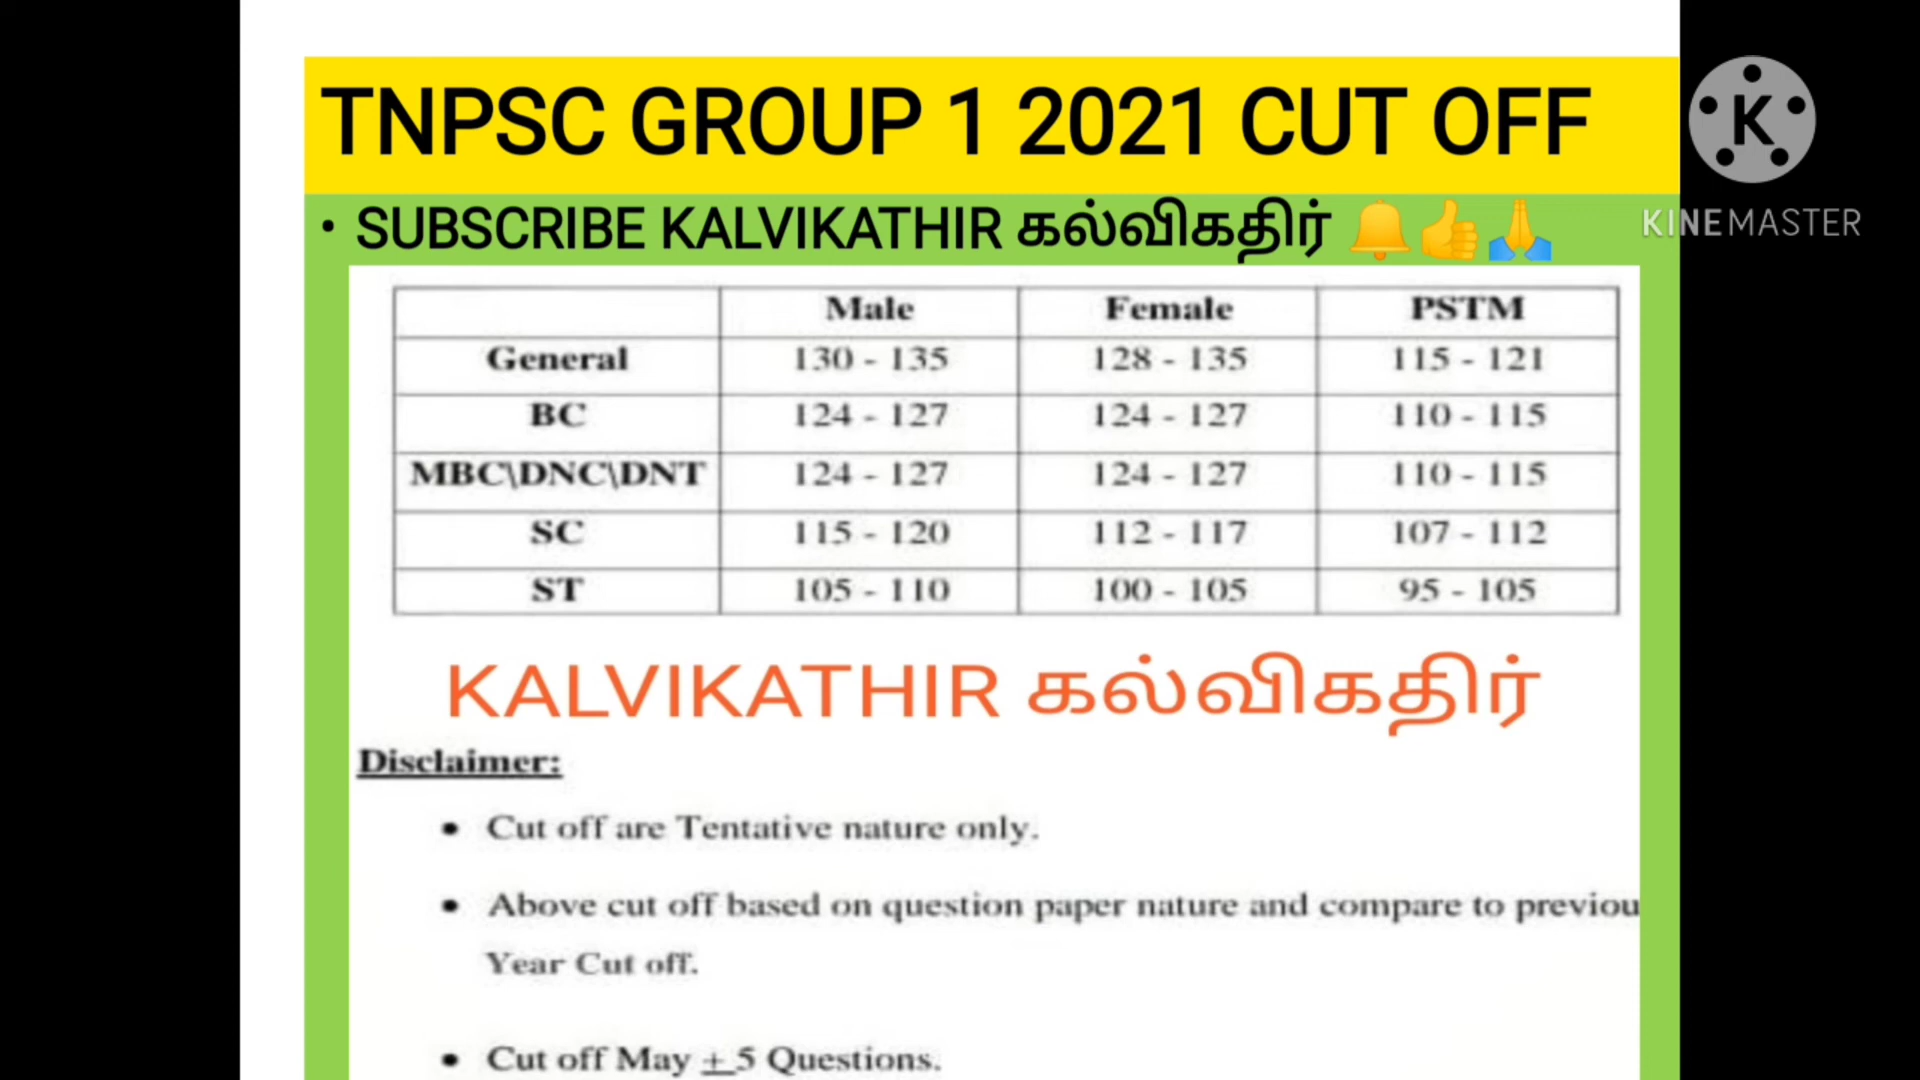 TNPSC GROUP 1 2021 CUT OFF
K
KINEMASTER
• SUBSCRIBE KALVIKATHIR கல்விகதிர் 🔔👍🙏
Male Female PSTM
General 130 - 135 128 - 135 115 - 121
BC 124 - 127 124 - 127 110 - 115
MBC\DNC\DNT 124 - 127 124 - 127 110 - 115
SC 115 - 120 112 - 117 107 - 112
ST 105 - 110 100 - 105 95 - 105
KALVIKATHIR கல்விகதிர்
Disclaimer:
• Cut off are Tentative nature only.
• Above cut off based on question paper nature and compare to previou
Year Cut off.
• Cut off May + 5 Questions.